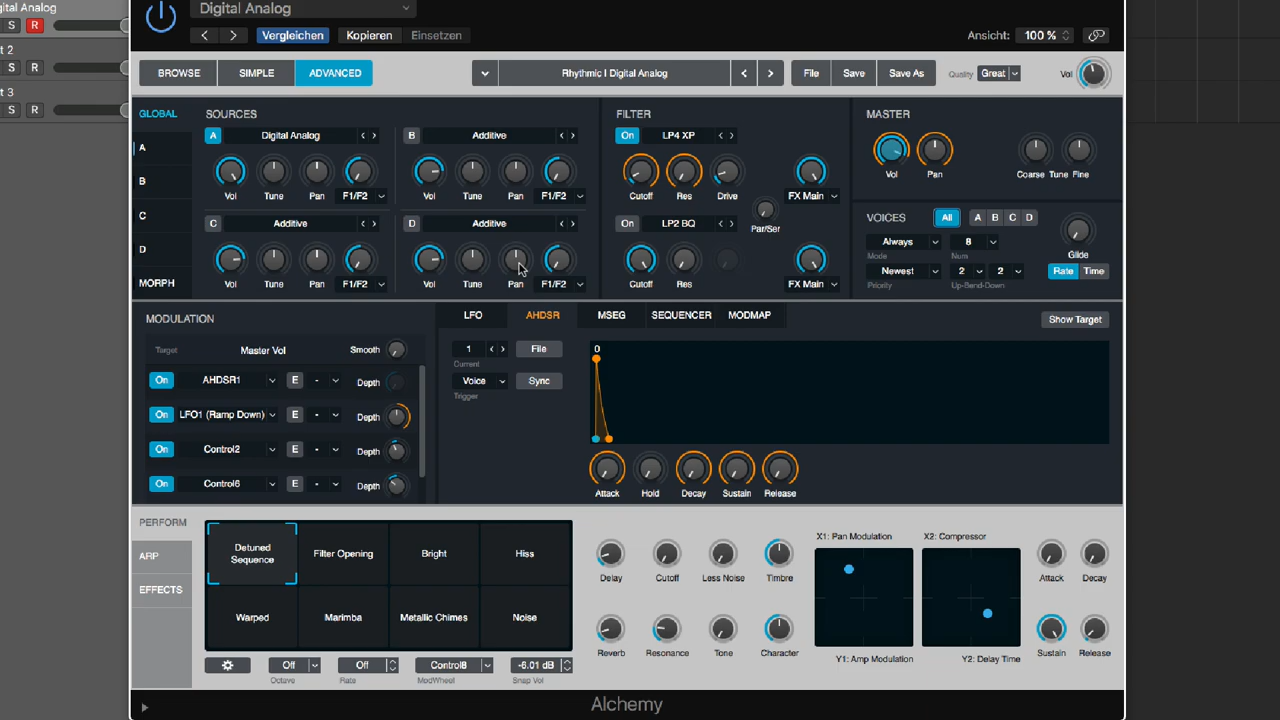 gital Analog
Digital Analog
S R
Vergleichen Kopieren Einsetzen
Ansicht: 100 %
t 2
S R
t 3
S R
BROWSE SIMPLE ADVANCED
Rhythmic | Digital Analog
File Save Save As
Quality Great Vol
GLOBAL SOURCES FILTER MASTER
A Digital Analog B Additive
On LP4 XP
A
B
C
D
MORPH
Vol Tune Pan F1/F2 Vol Tune Pan F1/F2
Cutoff Res Drive FX Main
Vol Pan Coarse Tune Fine
C Additive D Additive
On LP2 BQ
Par/Ser
VOICES All A B C D
Always 8
Mode Num Glide
Newest 2 2
Priority Up-Bend-Down
Rate Time
Vol Tune Pan F1/F2 Vol Tune Pan F1/F2
Cutoff Res FX Main
MODULATION
LFO AHDSR MSEG SEQUENCER MODMAP
Show Target
Target Master Vol Smooth
On AHDSR1 E - Depth
On LFO1 (Ramp Down) E - Depth
On Control2 E - Depth
On Control6 E - Depth
1 File
Current
Voice Sync
Trigger
0
Attack Hold Decay Sustain Release
PERFORM
ARP
EFFECTS
Detuned
Sequence
Filter Opening Bright Hiss
Warped Marimba Metallic Chimes Noise
Off Off Control8 -6.01 dB
Octave Rate ModWheel Snap Vol
Delay Cutoff Less Noise Timbre
Reverb Resonance Tone Character
X1: Pan Modulation X2: Compressor
Y1: Amp Modulation Y2: Delay Time
Attack Decay
Sustain Release
Alchemy